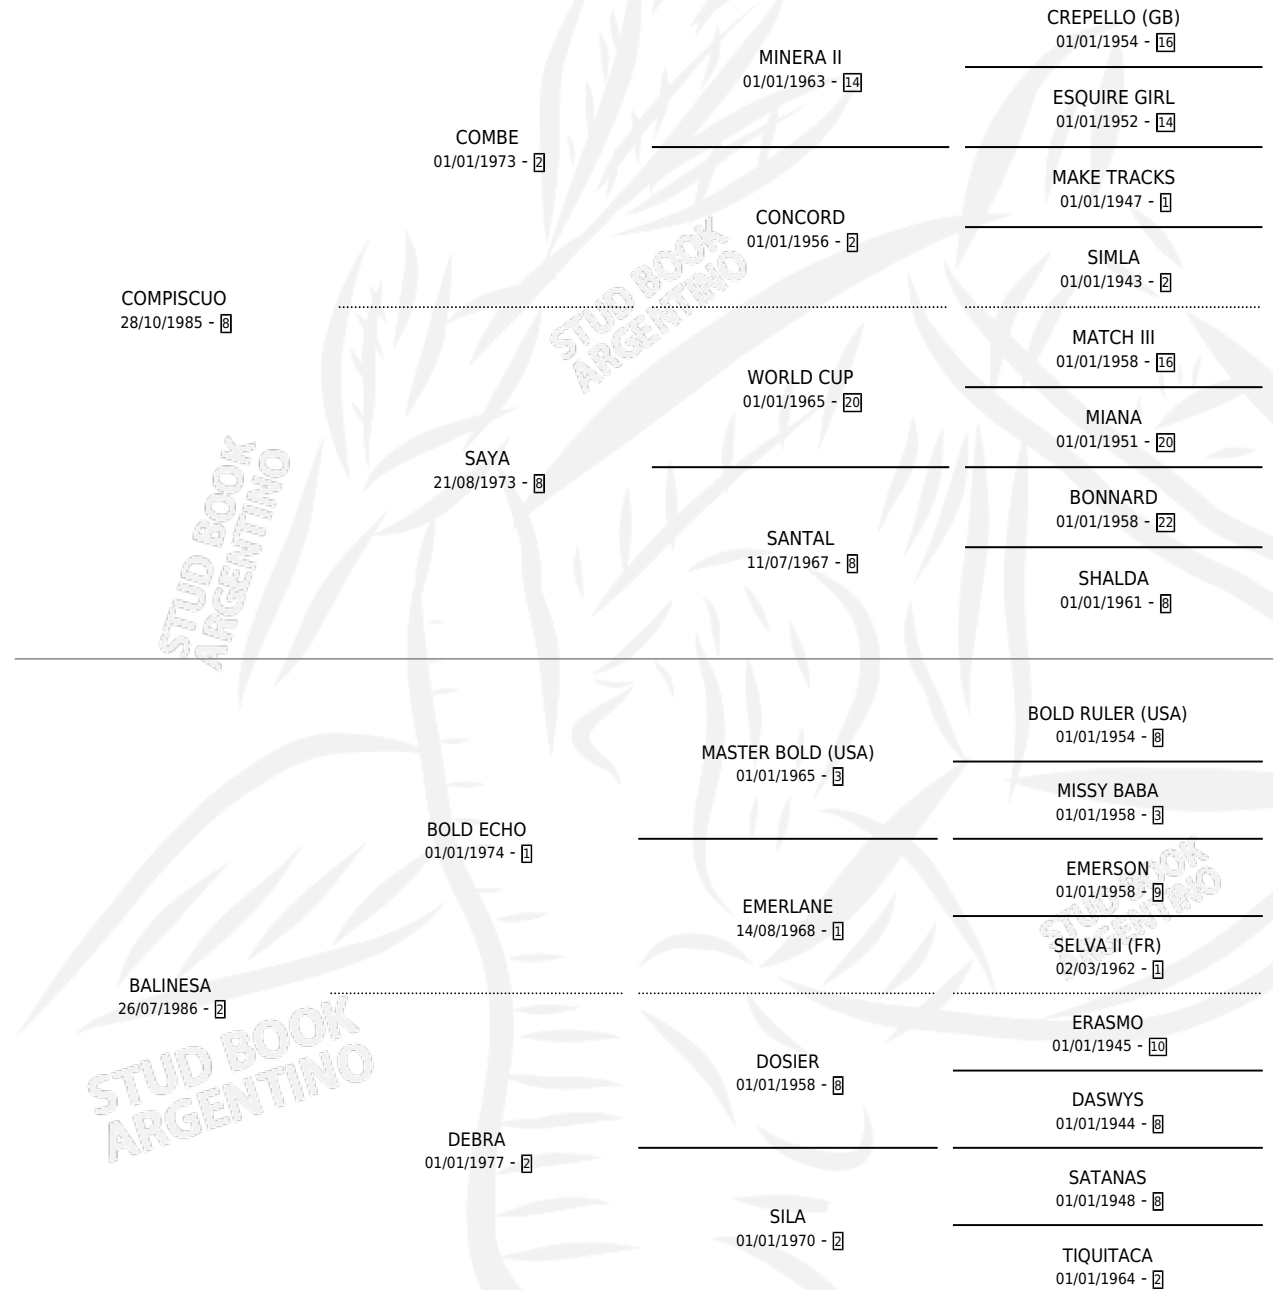 CREPELLO (GB)
01/01/1954 - 16
MINERA II
01/01/1963 - 14
ESQUIRE GIRL
01/01/1952 - 14
COMBE
01/01/1973 - 2
MAKE TRACKS
01/01/1947 - 1
CONCORD
01/01/1956 - 2
SIMLA
01/01/1943 - 2
COMPISCUO
28/10/1985 - 8
MATCH III
01/01/1958 - 16
WORLD CUP
01/01/1965 - 20
MIANA
01/01/1951 - 20
SAYA
21/08/1973 - 8
BONNARD
01/01/1958 - 22
SANTAL
11/07/1967 - 8
SHALDA
01/01/1961 - 8
STUD BOOK
ARGENTINO
STUD BOOK
ARGENTINO
BOLD RULER (USA)
01/01/1954 - 8
MASTER BOLD (USA)
01/01/1965 - 3
MISSY BABA
01/01/1958 - 3
BOLD ECHO
01/01/1974 - 1
EMERSON
01/01/1958 - 9
EMERLANE
14/08/1968 - 1
SELVA II (FR)
02/03/1962 - 1
BALINESA
26/07/1986 - 2
ERASMO
01/01/1945 - 10
DOSIER
01/01/1958 - 8
DASWYS
01/01/1944 - 8
DEBRA
01/01/1977 - 2
SATANAS
01/01/1948 - 8
SILA
01/01/1970 - 2
TIQUITACA
01/01/1964 - 2
STUD BOOK
ARGENTINO
STUD BOOK
ARGENTINO